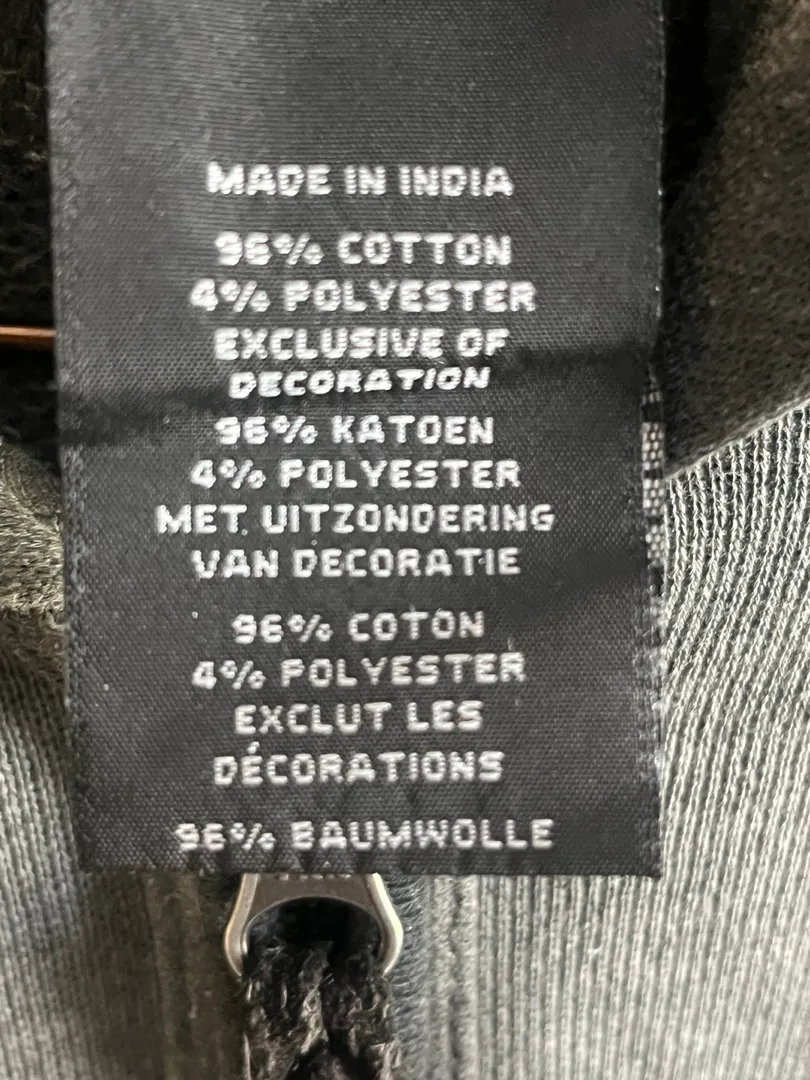 MADE IN INDIA
96% COTTON
4% POLYESTER
EXCLUSIVE OF
DECORATION
96% KATOEN
4% POLYESTER
MET UITZONDERING
VAN DECORATIE
96% COTON
4% POLYESTER
EXCLUT LES
DÉCORATIONS
96% BAUMWOLLE